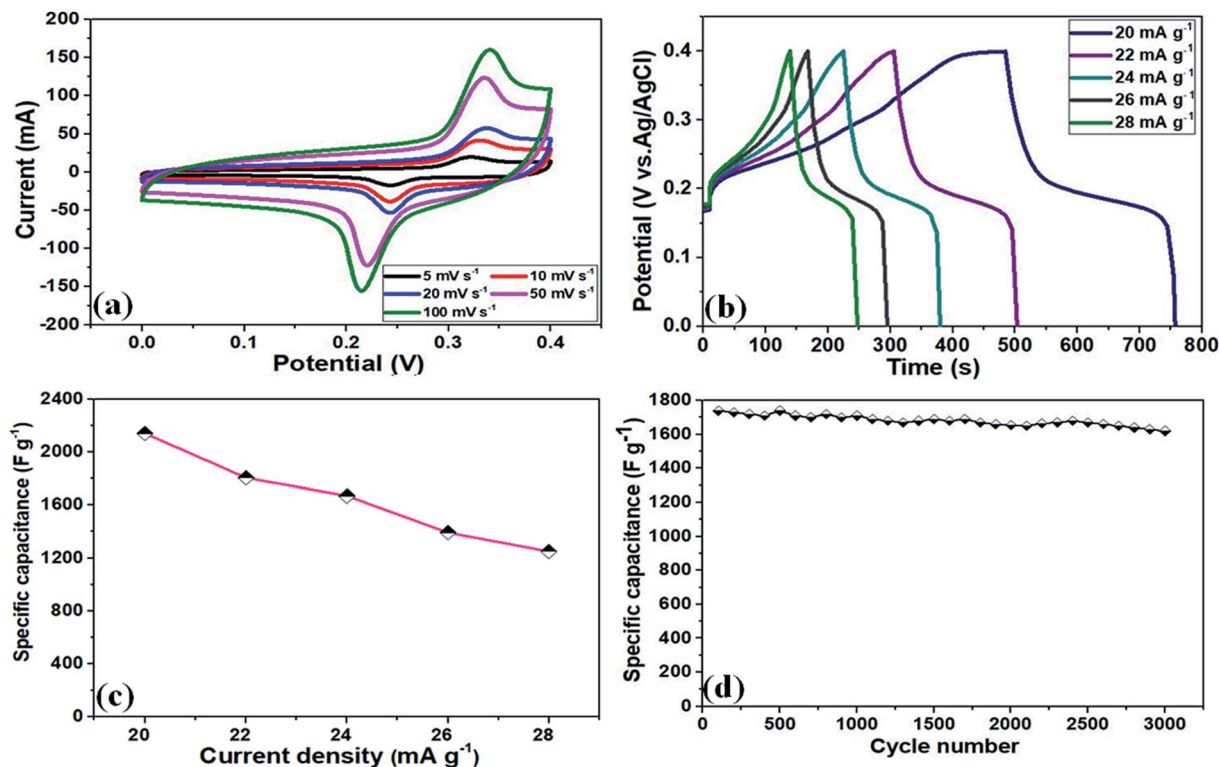 150
200
100
50
0
-50
-100
-150
-200
Current (mA)
5 mV s⁻¹ 10 mV s⁻¹
20 mV s⁻¹ 50 mV s⁻¹
100 mV s⁻¹
(a)
0.0 0.1 0.2 0.3 0.4
Potential (V)
0.4
0.3
0.2
0.1
0.0
Potential (V vs.Ag/AgCl)
20 mA g⁻¹
22 mA g⁻¹
24 mA g⁻¹
26 mA g⁻¹
28 mA g⁻¹
(b)
0 100 200 300 400 500 600 700 800
Time (s)
2400
2000
1600
1200
800
400
0
Specific capacitance (F g⁻¹)
(c)
20 22 24 26 28
Current density (mA g⁻¹)
1800
1600
1400
1200
1000
800
600
400
200
0
Specific capacitance (F g⁻¹)
(d)
0 500 1000 1500 2000 2500 3000
Cycle number